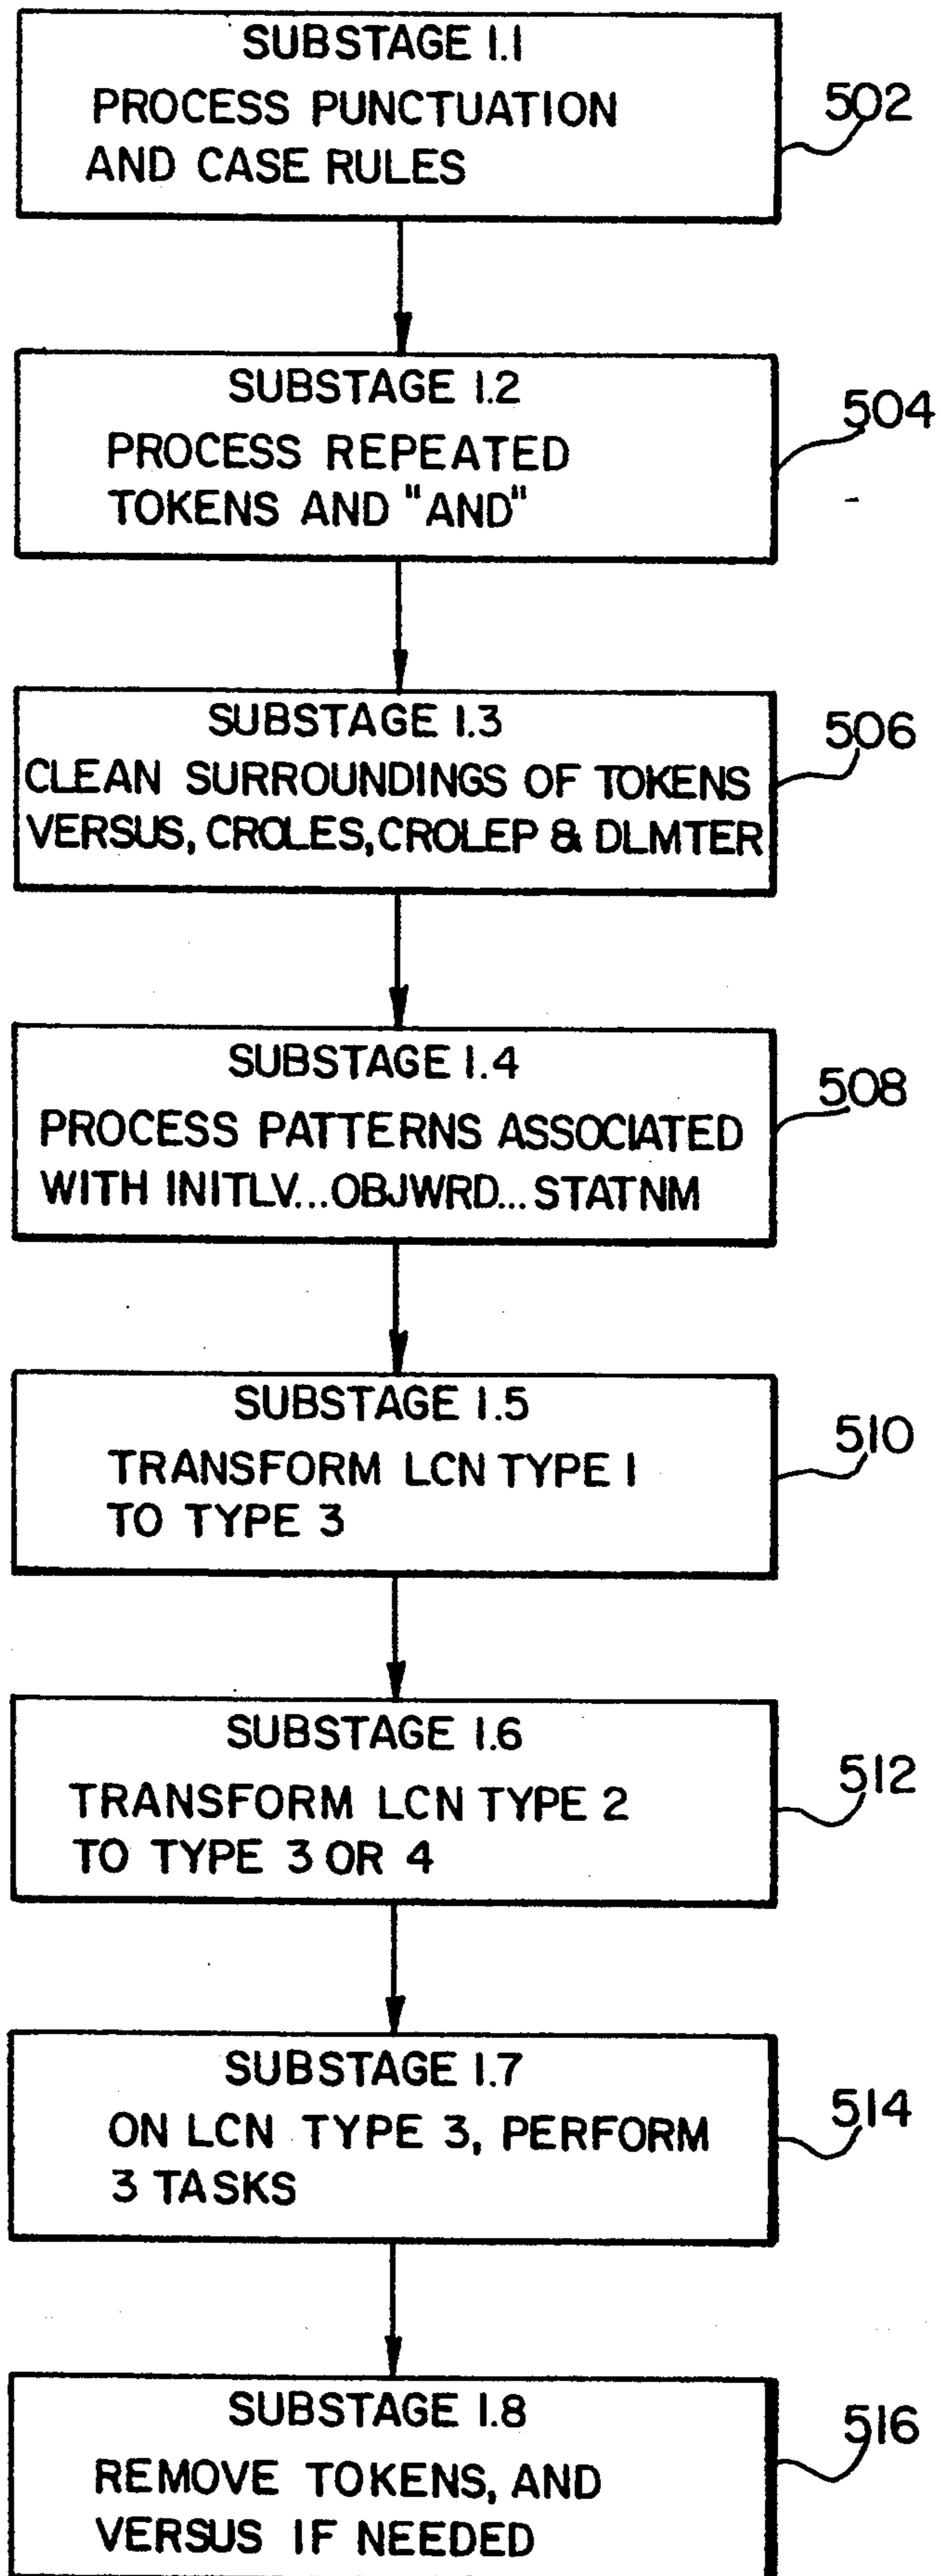 SUBSTAGE 1.1
PROCESS PUNCTUATION
AND CASE RULES
502
SUBSTAGE 1.2
PROCESS REPEATED
TOKENS AND "AND"
504
SUBSTAGE 1.3
CLEAN SURROUNDINGS OF TOKENS
VERSUS, CROLES, CROLEP & DLMTER
506
SUBSTAGE 1.4
PROCESS PATTERNS ASSOCIATED
WITH INITLV...OBJWRD...STATNM
508
SUBSTAGE 1.5
TRANSFORM LCN TYPE 1
TO TYPE 3
510
SUBSTAGE 1.6
TRANSFORM LCN TYPE 2
TO TYPE 3 OR 4
512
SUBSTAGE 1.7
ON LCN TYPE 3, PERFORM
3 TASKS
514
SUBSTAGE 1.8
REMOVE TOKENS, AND
VERSUS IF NEEDED
516